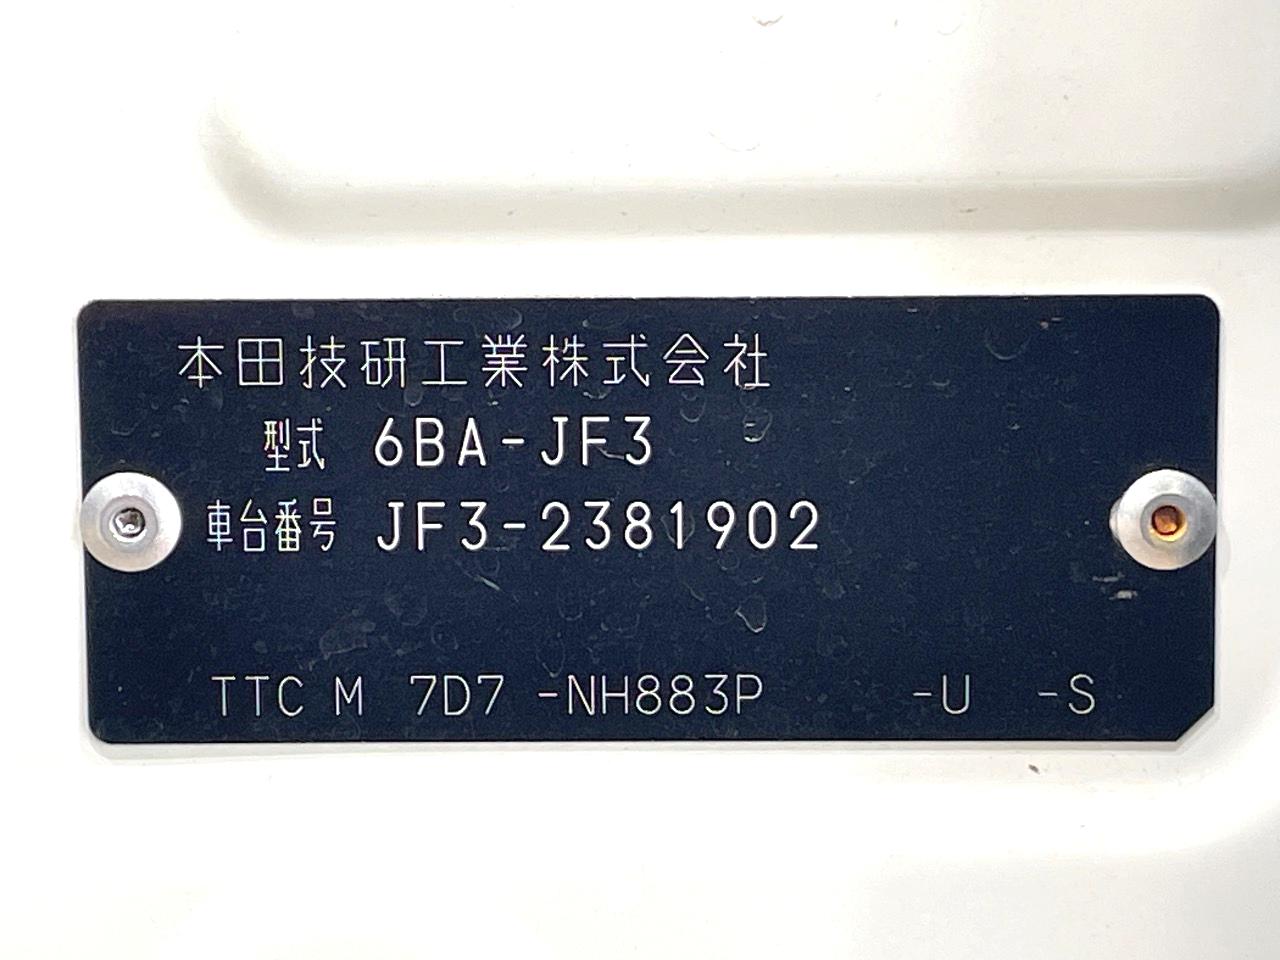 本田技研工業株式会社
型式 6BA-JF3
車台番号 JF3-2381902
TTC M 7D7 -NH883P -U -S